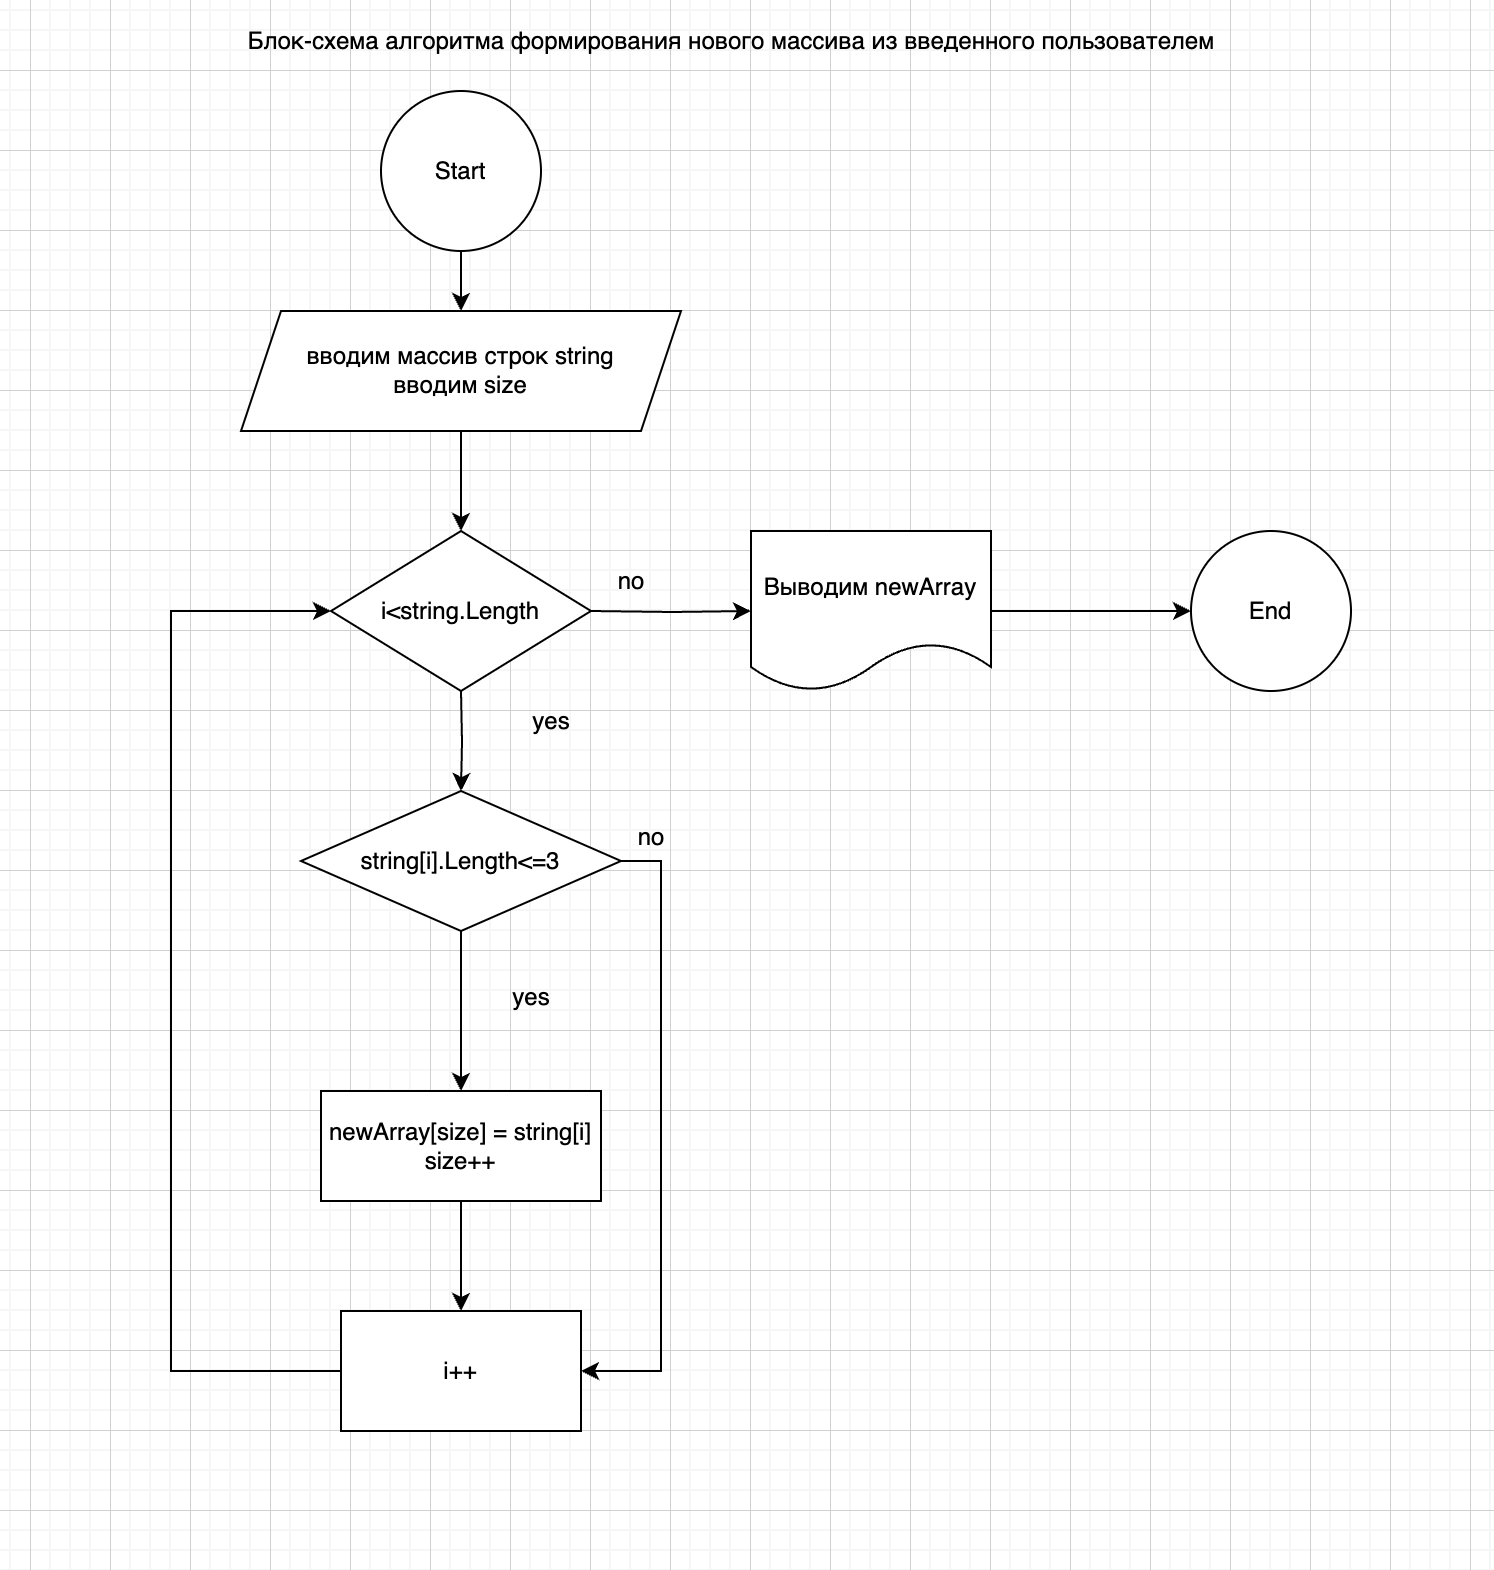 Блок-схема алгоритма формирования нового массива из введенного пользователем
Start
вводим массив строк string
вводим size
i<string.Length
no
Выводим newArray
End
yes
string[i].Length<=3
no
yes
newArray[size] = string[i]
size++
i++